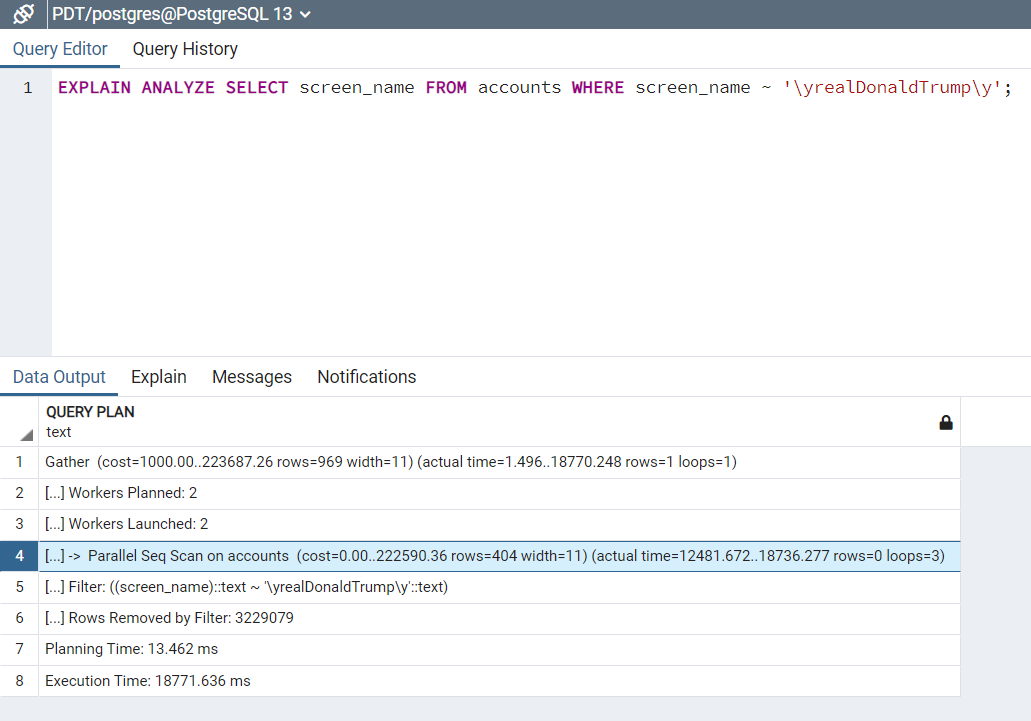 PDT/postgres@PostgreSQL 13
Query Editor Query History
1 EXPLAIN ANALYZE SELECT screen_name FROM accounts WHERE screen_name ~ '\yrealDonaldTrump\y';
Data Output Explain Messages Notifications
QUERY PLAN
text
1 Gather (cost=1000.00..223687.26 rows=969 width=11) (actual time=1.496..18770.248 rows=1 loops=1)
2 [...] Workers Planned: 2
3 [...] Workers Launched: 2
4 [...] -> Parallel Seq Scan on accounts (cost=0.00..222590.36 rows=404 width=11) (actual time=12481.672..18736.277 rows=0 loops=3)
5 [...] Filter: ((screen_name)::text ~ '\yrealDonaldTrump\y'::text)
6 [...] Rows Removed by Filter: 3229079
7 Planning Time: 13.462 ms
8 Execution Time: 18771.636 ms